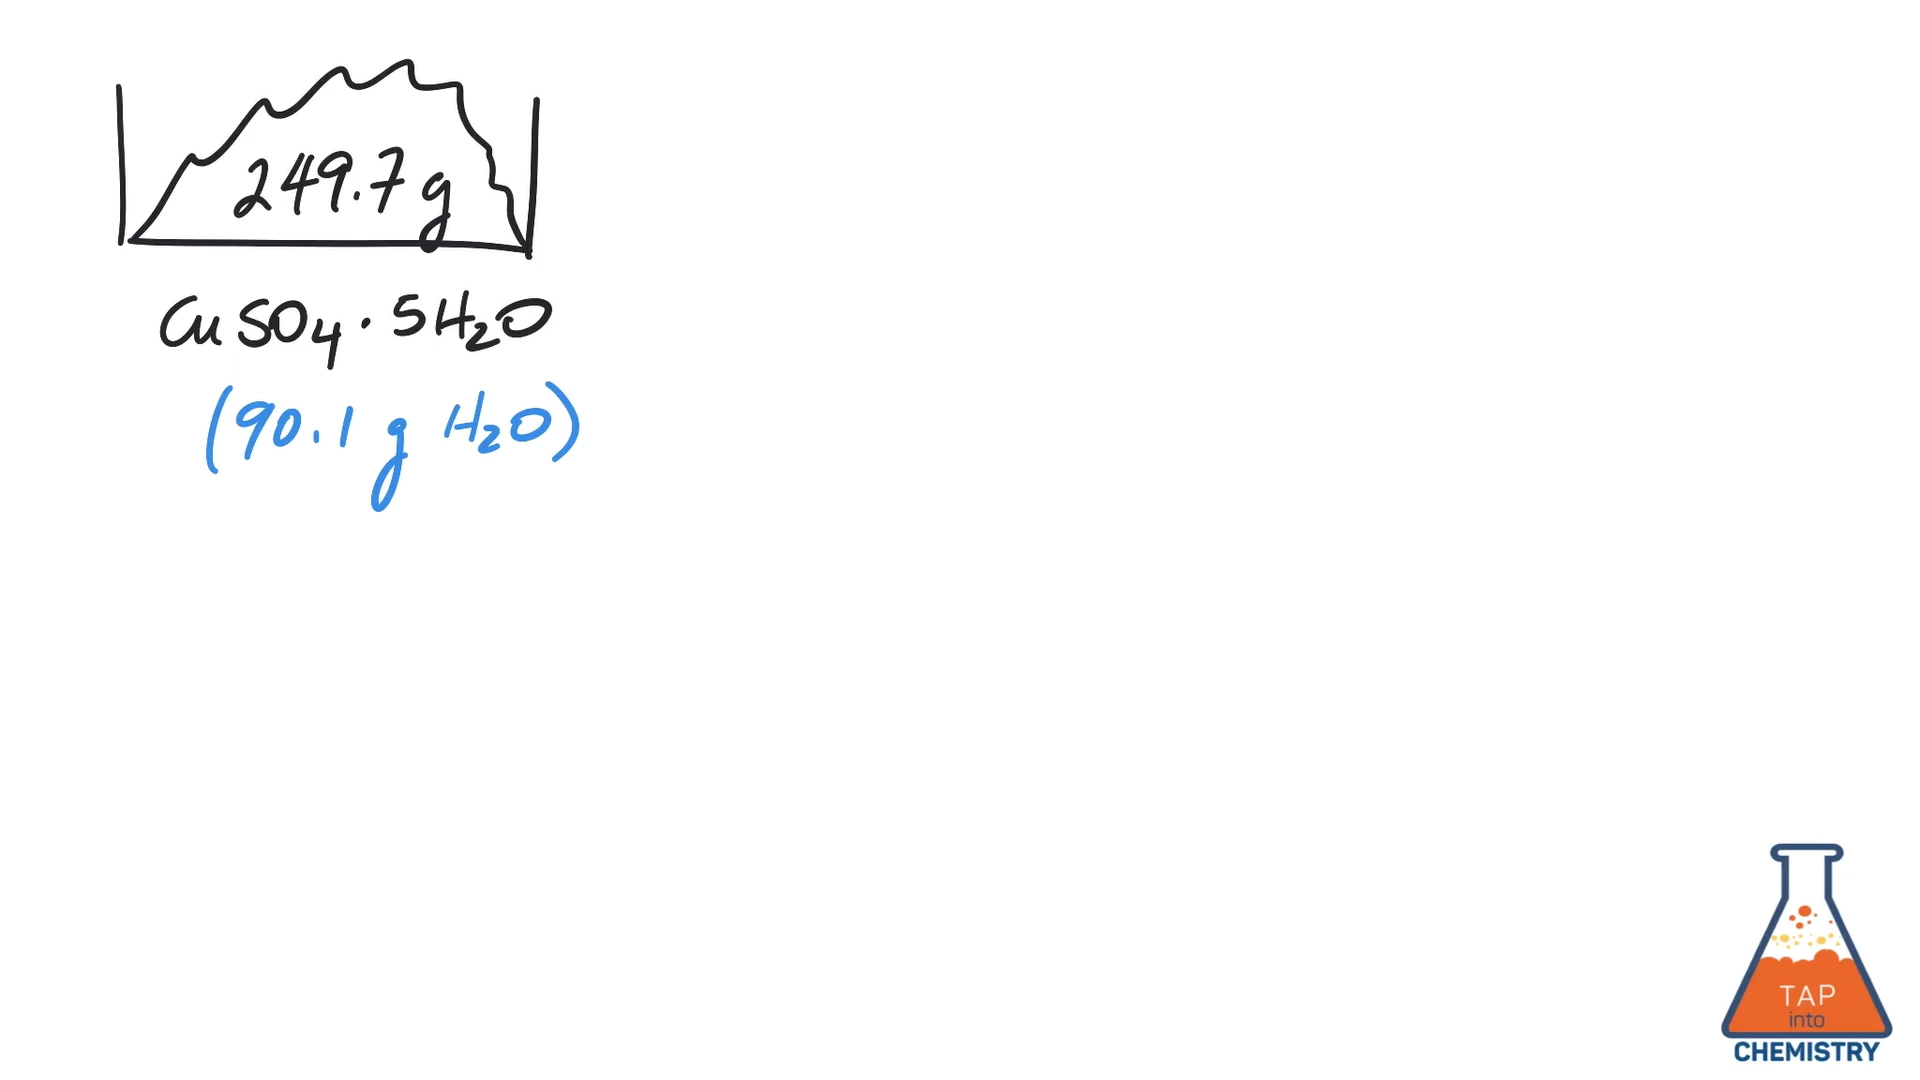 249.7 g
CuSO₄ · 5H₂O
(90.1 g H₂O)
TAP
into
CHEMISTRY